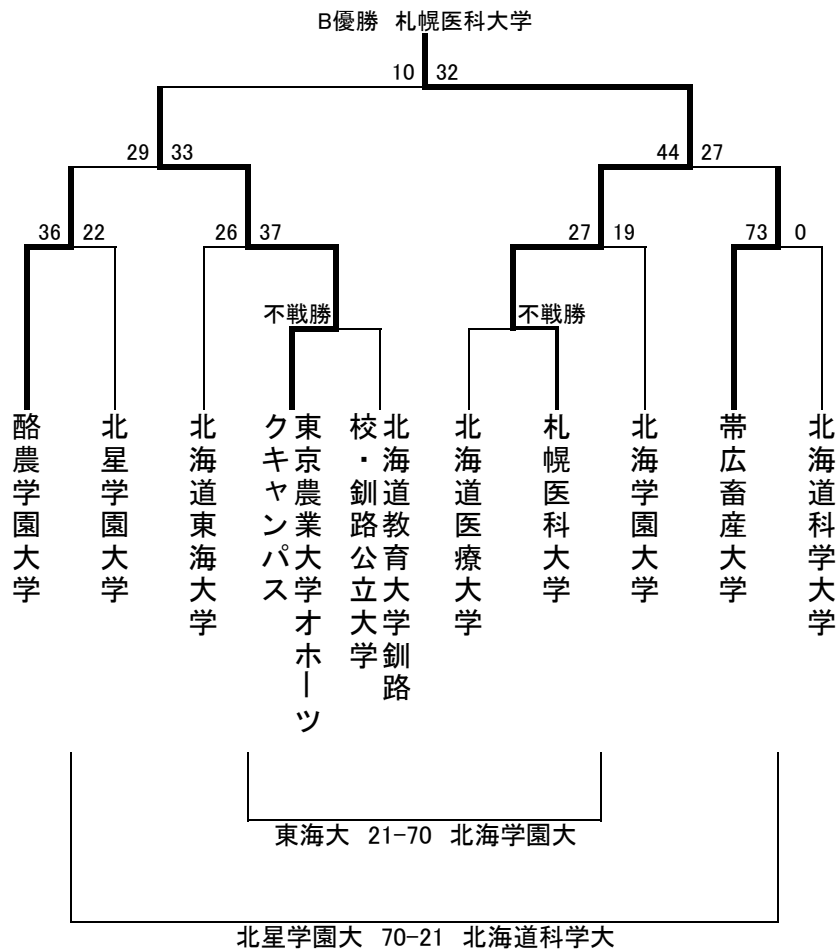 B優勝 札幌医科大学
10 32
29 33 44 27
36 22 26 37 27 19 73 0
不戦勝 不戦勝
酪農学園大学
北星学園大学
北海道東海大学
東京農業大学オホーツ
クキャンパス
北海道教育大学釧路
校・釧路公立大学
北海道医療大学
札幌医科大学
北海学園大学
帯広畜産大学
北海道科学大学
東海大 21-70 北海学園大
北星学園大 70-21 北海道科学大